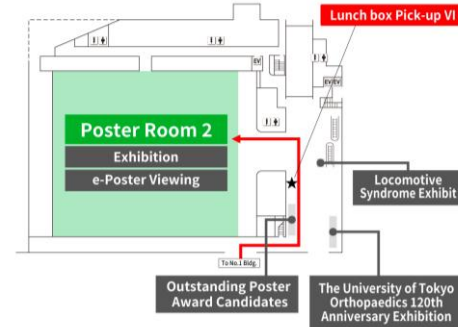 Lunch box Pick-up VI
EV
EV EV
Poster Room 2
Exhibition
e-Poster Viewing
Locomotive
Syndrome Exhibit
To No.1 Bldg.
Outstanding Poster
Award Candidates
The University of Tokyo
Orthopaedics 120th
Anniversary Exhibition